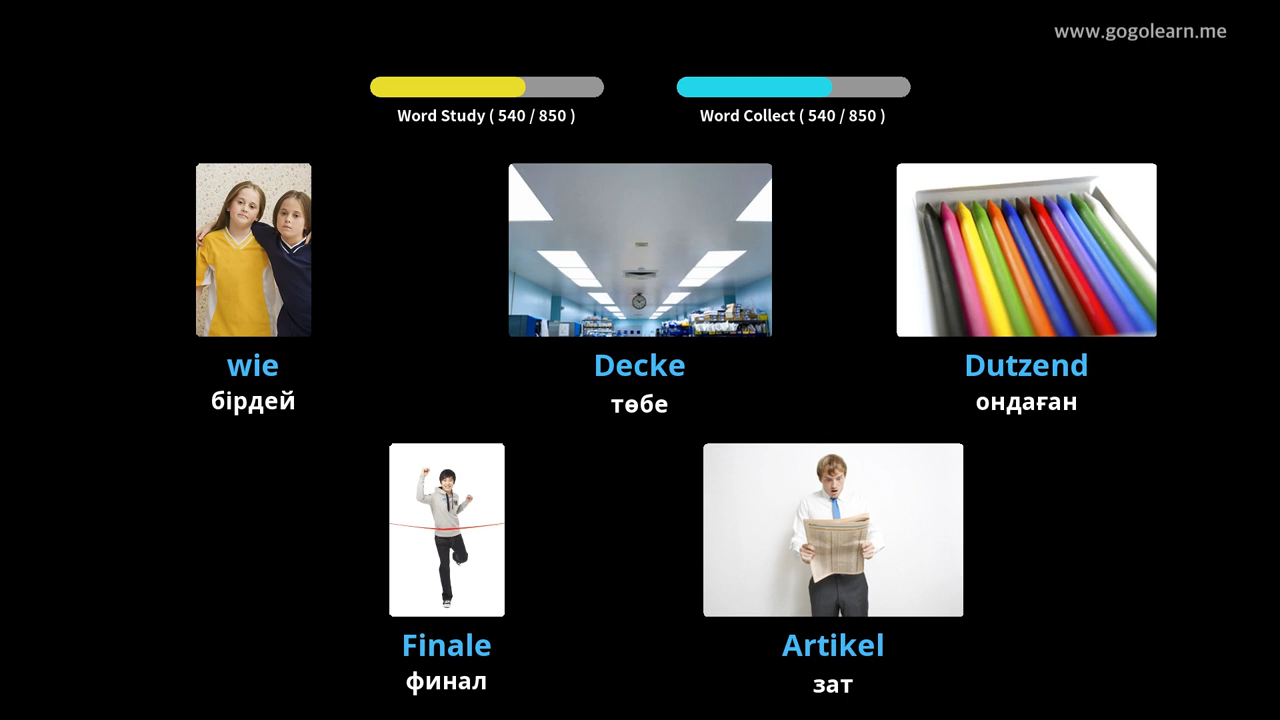 www.gogolearn.me
Word Study ( 540 / 850 )
Word Collect ( 540 / 850 )
wie
бірдей
Decke
төбе
Dutzend
ондаған
Finale
финал
Artikel
зат